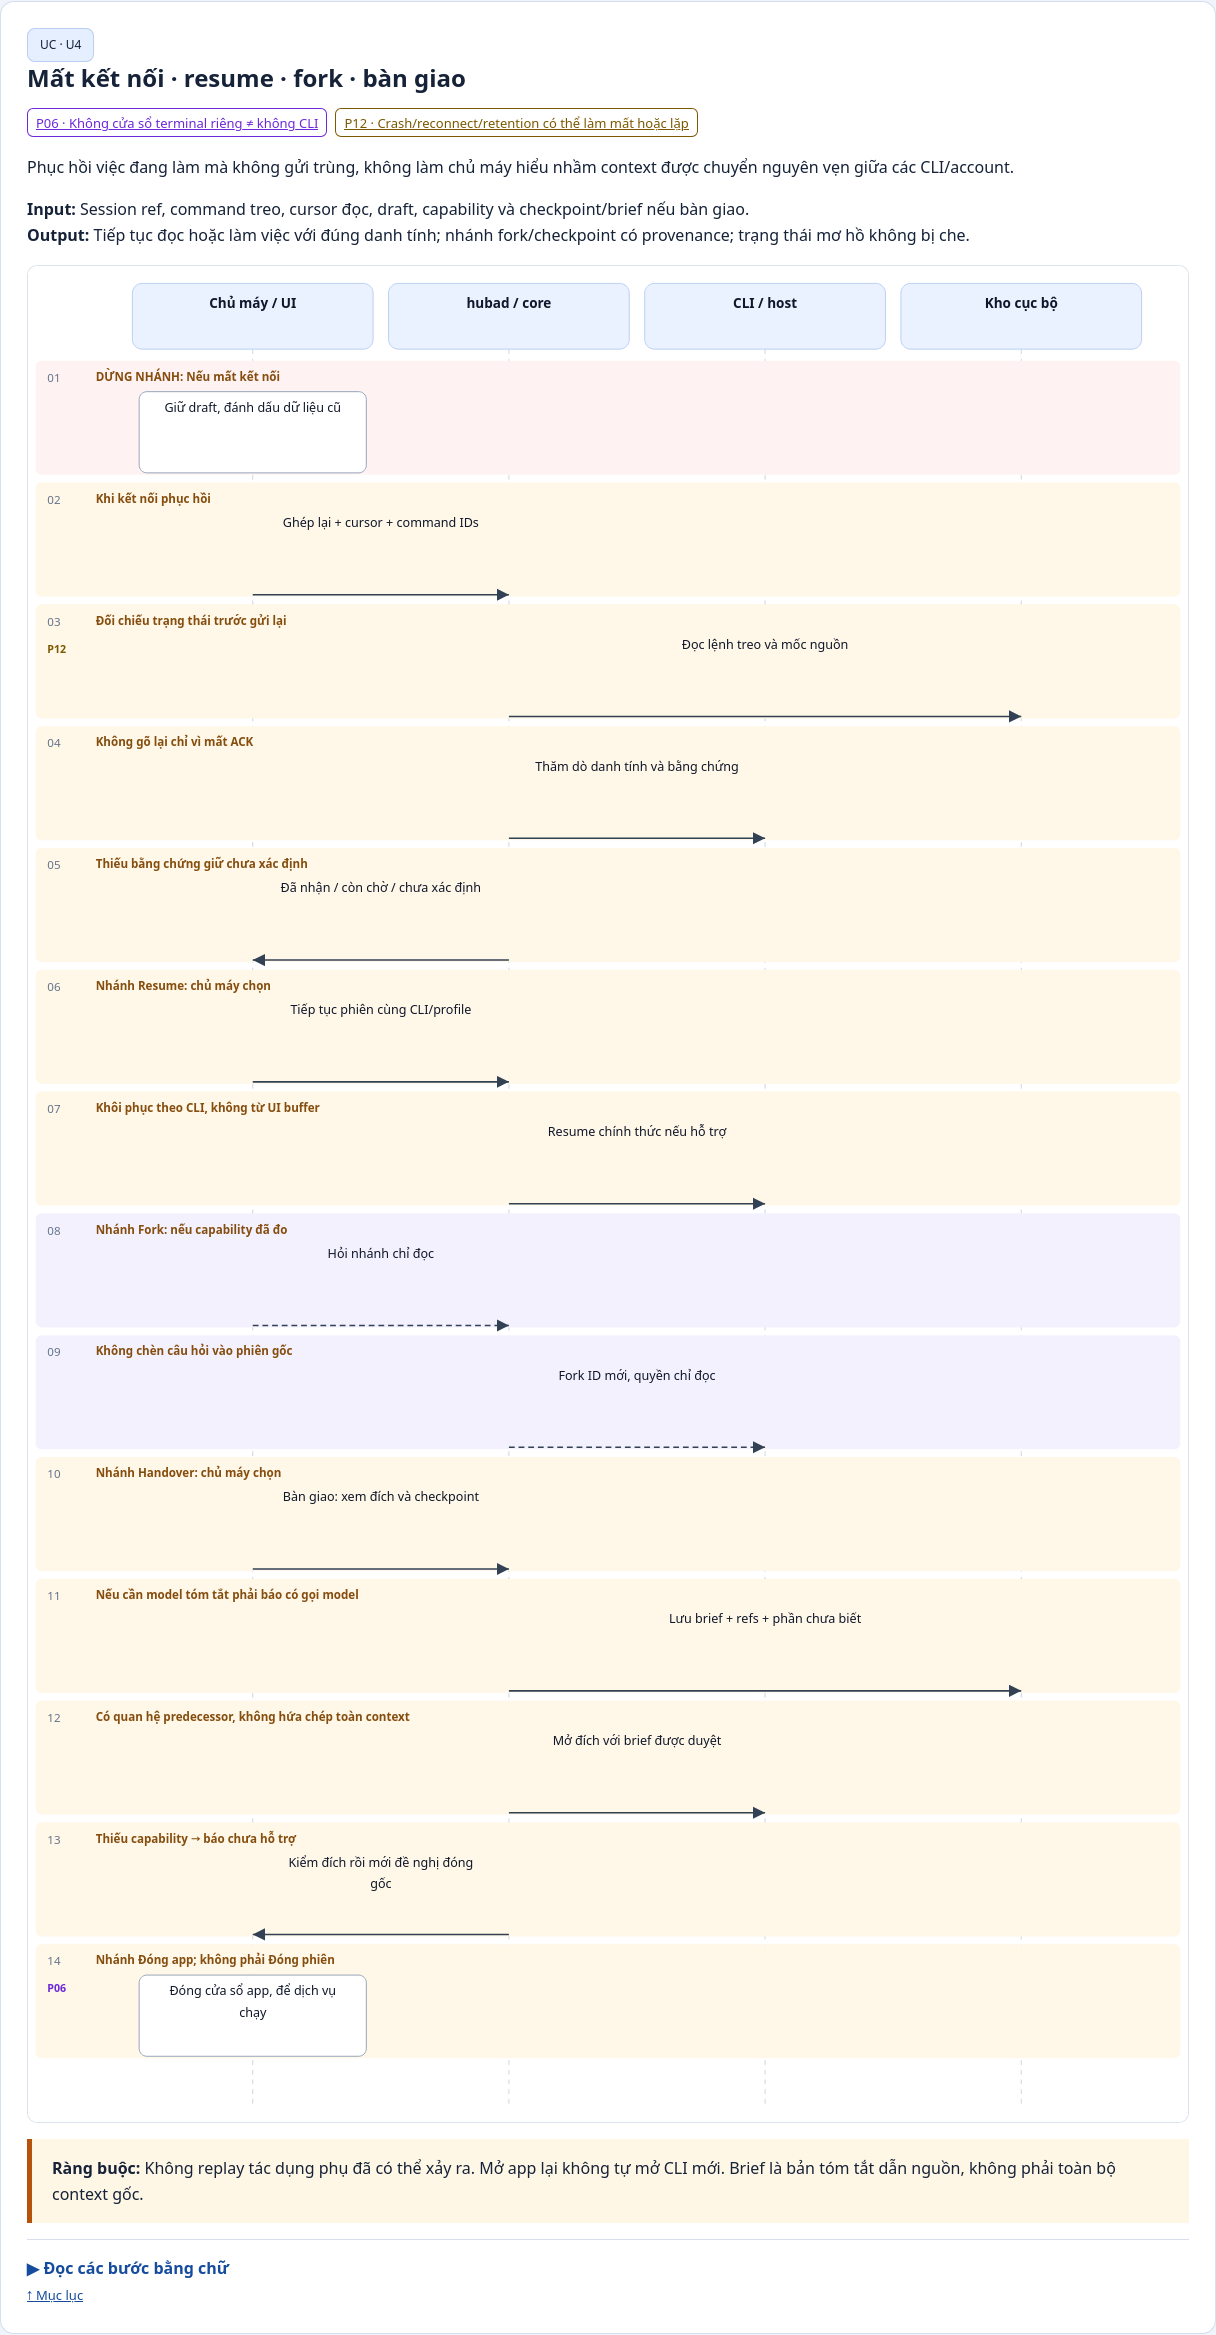 UC · U4
Mất kết nối · resume · fork · bàn giao
P06 · Không cửa sổ terminal riêng ≠ không CLI
P12 · Crash/reconnect/retention có thể làm mất hoặc lặp
Phục hồi việc đang làm mà không gửi trùng, không làm chủ máy hiểu nhầm context được chuyển nguyên vẹn giữa các CLI/account.
Input: Session ref, command treo, cursor đọc, draft, capability và checkpoint/brief nếu bàn giao.
Output: Tiếp tục đọc hoặc làm việc với đúng danh tính; nhánh fork/checkpoint có provenance; trạng thái mơ hồ không bị che.
Chủ máy / UI
hubad / core
CLI / host
Kho cục bộ
01
DỪNG NHÁNH: Nếu mất kết nối
Giữ draft, đánh dấu dữ liệu cũ
02
Khi kết nối phục hồi
Ghép lại + cursor + command IDs
03
Đối chiếu trạng thái trước gửi lại
P12
Đọc lệnh treo và mốc nguồn
04
Không gõ lại chỉ vì mất ACK
Thăm dò danh tính và bằng chứng
05
Thiếu bằng chứng giữ chưa xác định
Đã nhận / còn chờ / chưa xác định
06
Nhánh Resume: chủ máy chọn
Tiếp tục phiên cùng CLI/profile
07
Khôi phục theo CLI, không từ UI buffer
Resume chính thức nếu hỗ trợ
08
Nhánh Fork: nếu capability đã đo
Hỏi nhánh chỉ đọc
09
Không chèn câu hỏi vào phiên gốc
Fork ID mới, quyền chỉ đọc
10
Nhánh Handover: chủ máy chọn
Bàn giao: xem đích và checkpoint
11
Nếu cần model tóm tắt phải báo có gọi model
Lưu brief + refs + phần chưa biết
12
Có quan hệ predecessor, không hứa chép toàn context
Mở đích với brief được duyệt
13
Thiếu capability → báo chưa hỗ trợ
Kiểm đích rồi mới đề nghị đóng
gốc
14
Nhánh Đóng app; không phải Đóng phiên
P06
Đóng cửa sổ app, để dịch vụ
chạy
Ràng buộc: Không replay tác dụng phụ đã có thể xảy ra. Mở app lại không tự mở CLI mới. Brief là bản tóm tắt dẫn nguồn, không phải toàn bộ
context gốc.
▶ Đọc các bước bằng chữ
↑ Mục lục